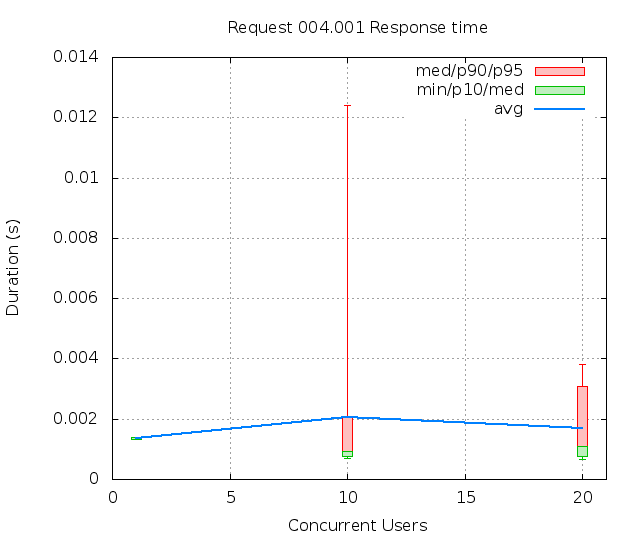 Request 004.001 Response time
0.014
0.012
0.01
0.008
0.006
0.004
0.002
0
med/p90/p95
min/p10/med
avg
Duration (s)
0
5
10
15
20
Concurrent Users